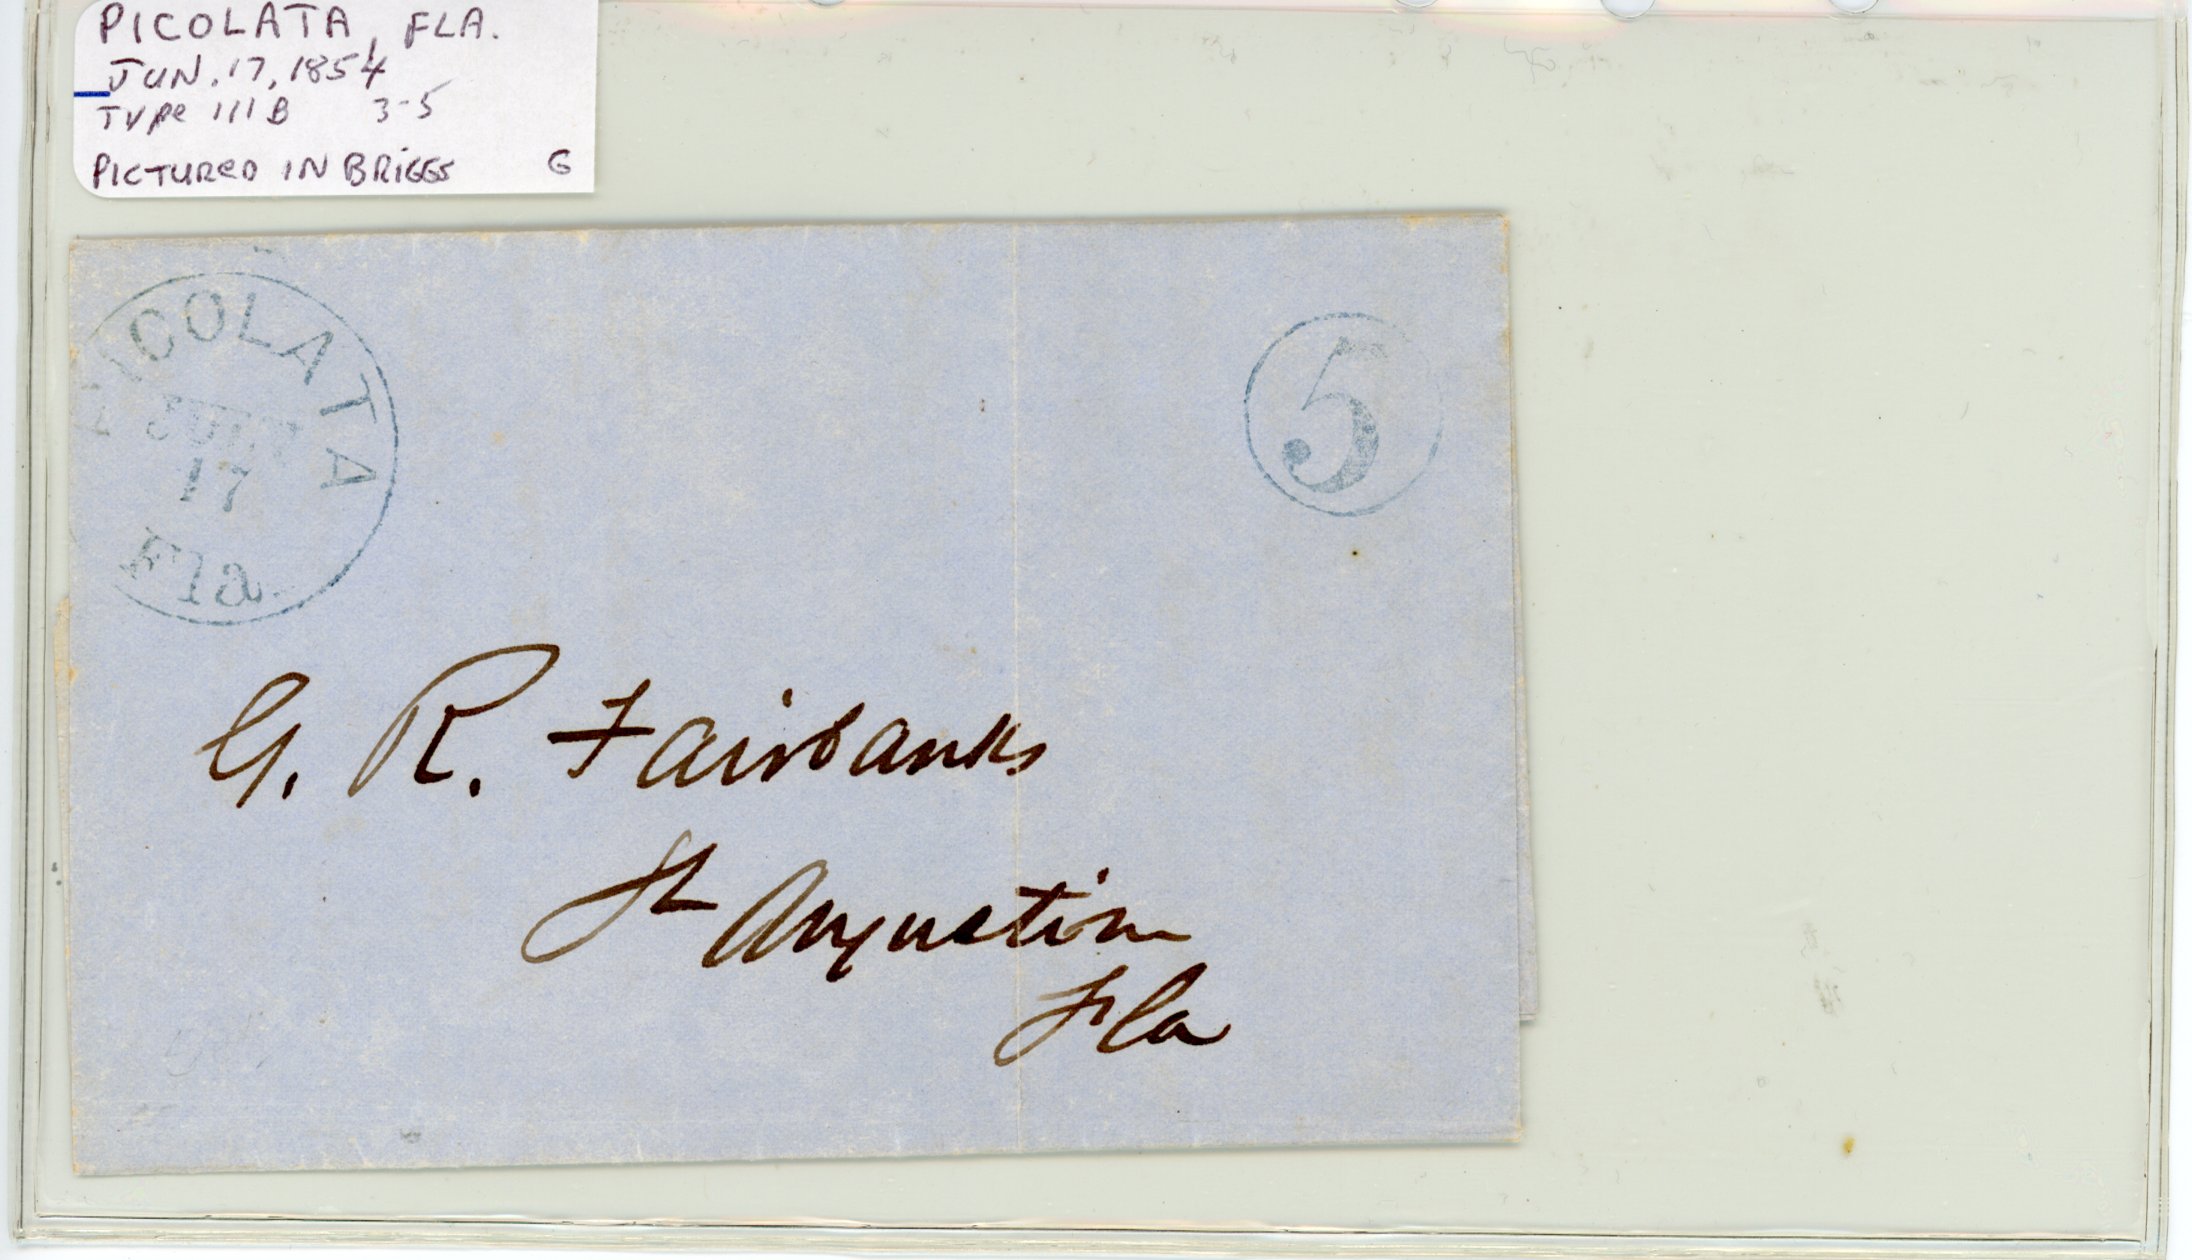 PICOLATA, FLA.
JUN. 17, 1854
Type IIIB 3-5
PICTURED IN BRIGGS G
PICOLATA
JULY
17
Fla.
5
G. R. Fairbanks
St Augustine
Fla